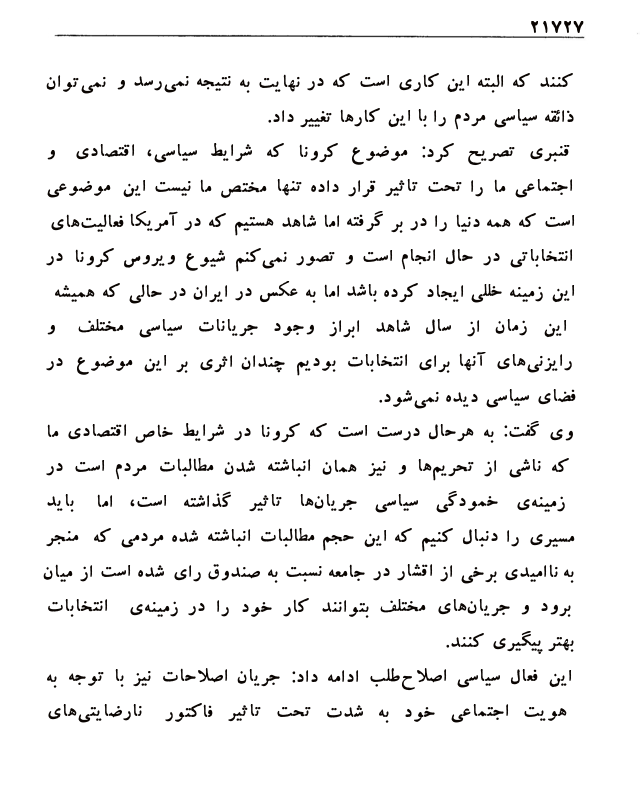 ۲۱۷۲۷
کنند که البته این کاری است که در نهایت به نتیجه نمی‌رسد و نمی‌توان
ذائقه سیاسی مردم را با این کارها تغییر داد.
قنبری تصریح کرد: موضوع کرونا که شرایط سیاسی، اقتصادی و
اجتماعی ما را تحت تاثیر قرار داده تنها مختص ما نیست این موضوعی
است که همه دنیا را در بر گرفته اما شاهد هستیم که در آمریکا فعالیت‌های
انتخاباتی در حال انجام است و تصور نمی‌کنم شیوع ویروس کرونا در
این زمینه خللی ایجاد کرده باشد اما به عکس در ایران در حالی که همیشه
این زمان از سال شاهد ابراز وجود جریانات سیاسی مختلف و
رایزنی‌های آنها برای انتخابات بودیم چندان اثری بر این موضوع در
فضای سیاسی دیده نمی‌شود.
وی گفت: به هرحال درست است که کرونا در شرایط خاص اقتصادی ما
که ناشی از تحریم‌ها و نیز همان انباشته شدن مطالبات مردم است در
زمینه‌ی خمودگی سیاسی جریان‌ها تاثیر گذاشته است، اما باید
مسیری را دنبال کنیم که این حجم مطالبات انباشته شده مردمی که منجر
به ناامیدی برخی از اقشار در جامعه نسبت به صندوق رای شده است از میان
برود و جریان‌های مختلف بتوانند کار خود را در زمینه‌ی انتخابات
بهتر پیگیری کنند.
این فعال سیاسی اصلاح‌طلب ادامه داد: جریان اصلاحات نیز با توجه به
هویت اجتماعی خود به شدت تحت تاثیر فاکتور نارضایتی‌های